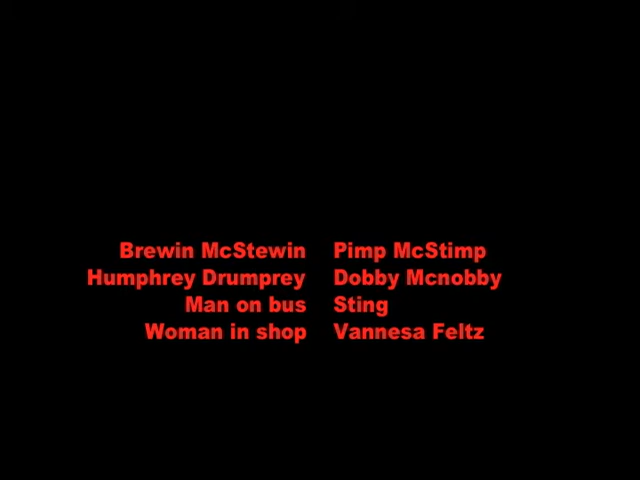 Brewin McStewin Pimp McStimp
Humphrey Drumprey Dobby Mcnobby
Man on bus Sting
Woman in shop Vannesa Feltz